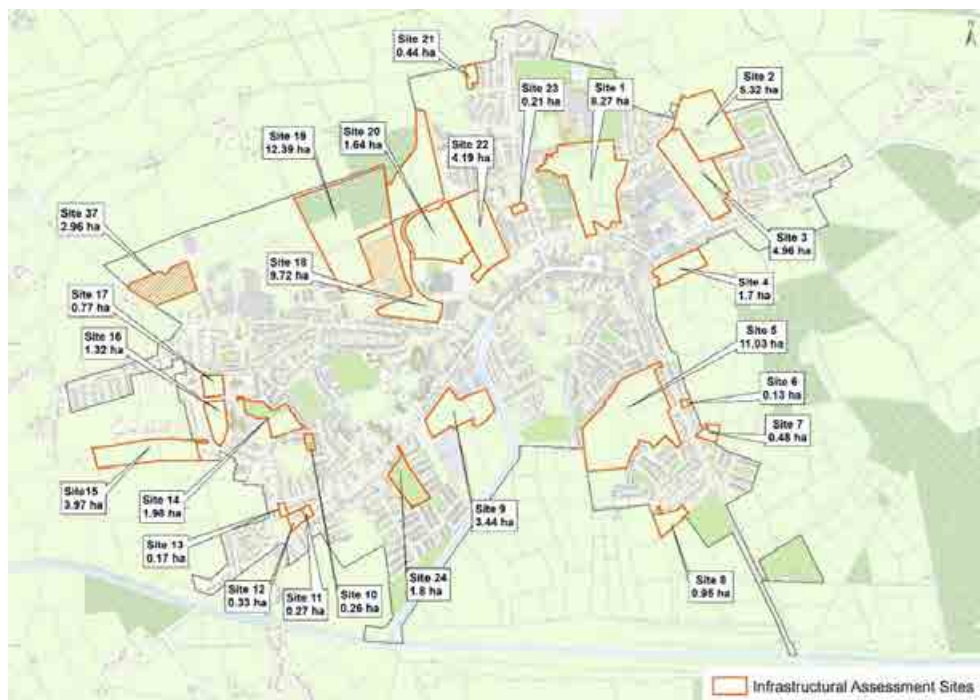 Site 21
0.44 ha
Site 23
0.21 ha
Site 1
8.27 ha
Site 2
5.32 ha
Site 19
12.39 ha
Site 20
1.64 ha
Site 22
4.19 ha
Site 37
2.96 ha
Site 3
4.96 ha
Site 18
9.72 ha
Site 4
1.7 ha
Site 17
0.77 ha
Site 5
11.03 ha
Site 16
1.32 ha
Site 6
0.13 ha
Site 7
0.48 ha
Site15
3.97 ha
Site 14
1.98 ha
Site 9
3.44 ha
Site 13
0.17 ha
Site 12
0.33 ha
Site 11
0.27 ha
Site 10
0.26 ha
Site 24
1.8 ha
Site 8
0.95 ha
Infrastructural Assessment Sites